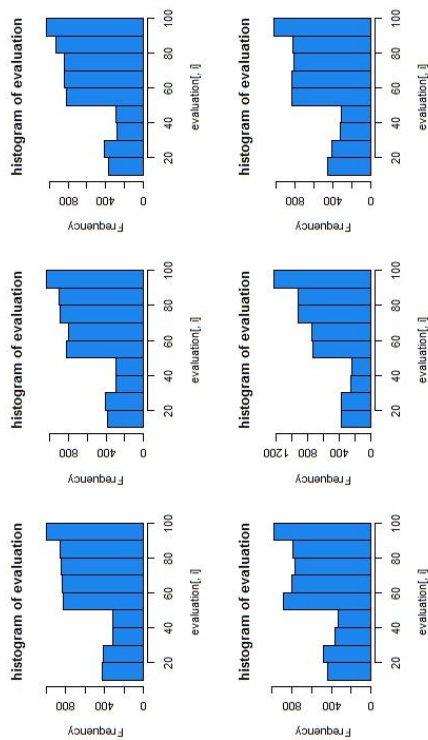 histogram of evaluation
Frequency
0 400 800
20 40 60 80 100
evaluation[, i]
histogram of evaluation
Frequency
0 400 800
20 40 60 80 100
evaluation[, i]
histogram of evaluation
Frequency
0 400 800
20 40 60 80 100
evaluation[, i]
histogram of evaluation
Frequency
0 400 800 1200
20 40 60 80 100
evaluation[, i]
histogram of evaluation
Frequency
0 400 800
20 40 60 80 100
evaluation[, i]
histogram of evaluation
Frequency
0 400 800
20 40 60 80 100
evaluation[, i]